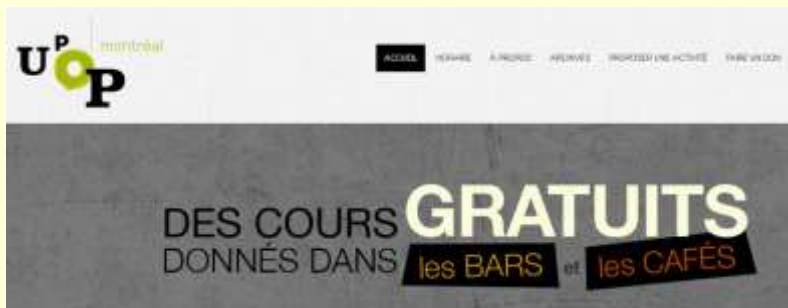 UPOP montréal
ACCUEIL HORAIRE À PROPOS ARCHIVES PROPOSER UNE ACTIVITÉ FAIRE UN DON
DES COURS GRATUITS
DONNÉS DANS les BARS et les CAFÉS